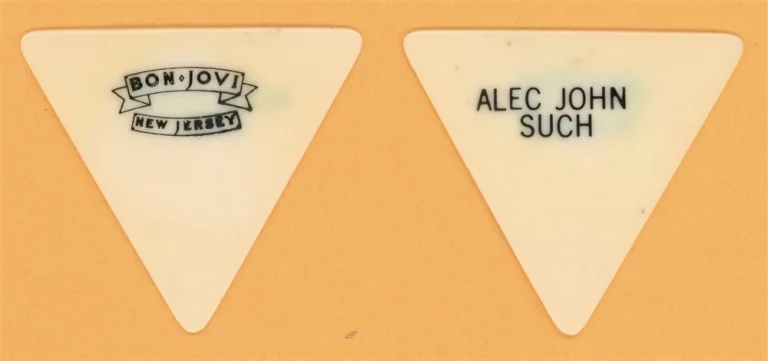 BON • JOVI
NEW JERSEY
ALEC JOHN
SUCH